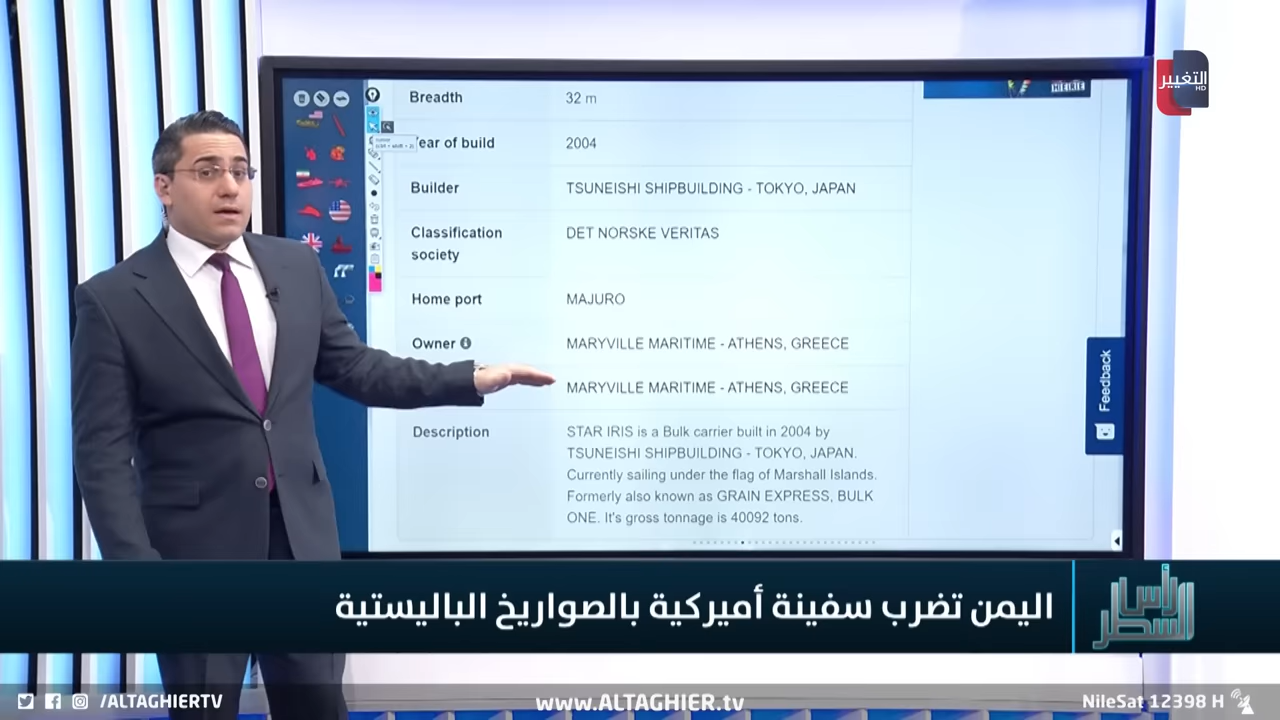 التغيير
HD
HERE
Breadth
32 m
Year of build
2004
Builder
TSUNEISHI SHIPBUILDING - TOKYO, JAPAN
Classification society
DET NORSKE VERITAS
Home port
MAJURO
Owner
MARYVILLE MARITIME - ATHENS, GREECE
MARYVILLE MARITIME - ATHENS, GREECE
Description
STAR IRIS is a Bulk carrier built in 2004 by
TSUNEISHI SHIPBUILDING - TOKYO, JAPAN.
Currently sailing under the flag of Marshall Islands.
Formerly also known as GRAIN EXPRESS, BULK
ONE. It's gross tonnage is 40092 tons.
Feedback
رأس السطر
اليمن تضرب سفينة أميركية بالصواريخ الباليستية
/ALTAGHIERTV
www.ALTAGHIER.tv
NileSat 12398 H